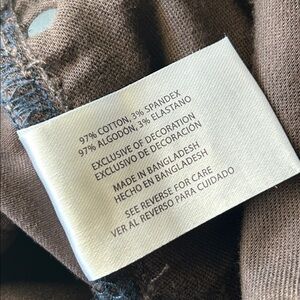 97% COTTON, 3% SPANDEX
97% ALGODÓN, 3% ELASTANO
EXCLUSIVE OF DECORATION
EXCLUSIVO DE DECORACIÓN
MADE IN BANGLADESH
HECHO EN BANGLADESH
SEE REVERSE FOR CARE
VER AL REVERSO PARA CUIDADO